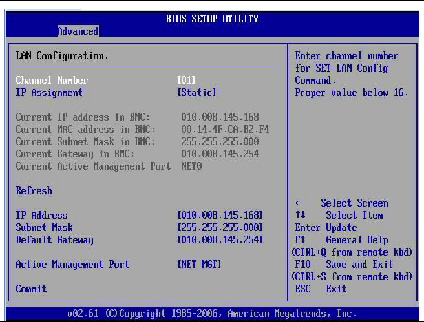 BIOS SETUP UTILITY
Advanced
LAN Configuration.
Channel Number [01]
IP Assignment [Static]
Current IP address in BMC: 010.008.145.168
Current MAC address in BMC: 00.14.4F.CA.B2.F4
Current Subnet Mask in BMC: 255.255.255.000
Current Gateway in BMC: 010.008.145.254
Current Active Management Port NET0
Refresh
IP Address [010.008.145.168]
Subnet Mask [255.255.255.000]
Default Gateway [010.008.145.254]
Active Management Port [NET MGT]
Commit
Enter channel number
for SET LAN Config
Command.
Proper value below 16.
< Select Screen
↑↓ Select Item
Enter Update
F1 General Help
(CTRL+Q from remote kbd)
F10 Save and Exit
(CTRL+S from remote kbd)
ESC Exit
v02.61 (C)Copyright 1985-2006, American Megatrends, Inc.